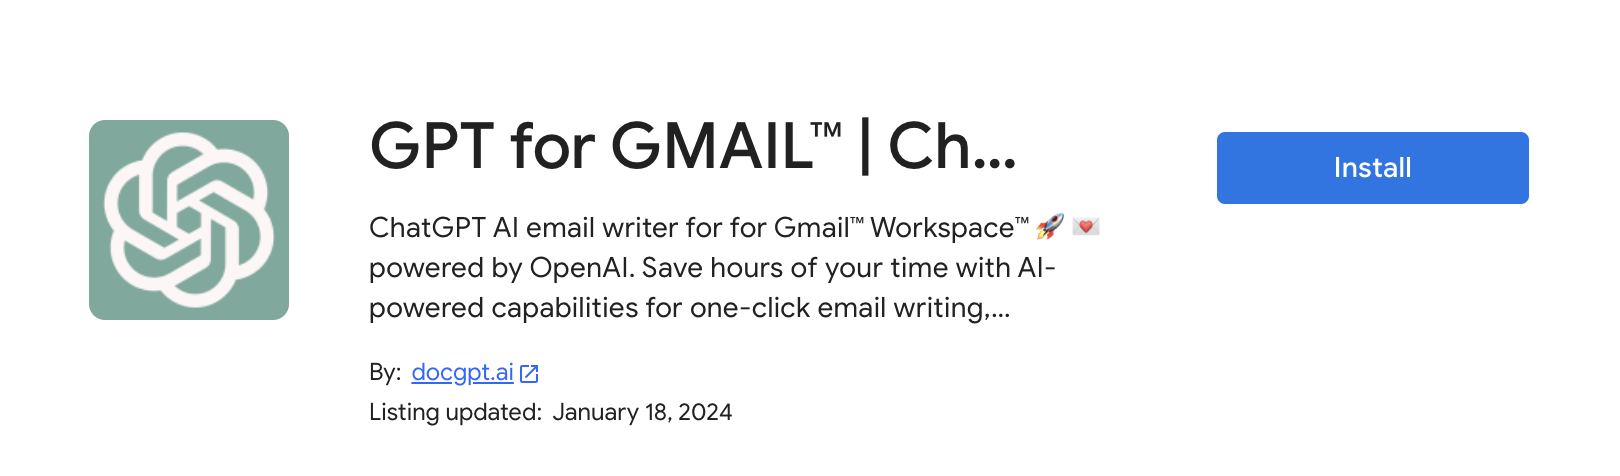 GPT for GMAIL™ | Ch...
Install
ChatGPT AI email writer for for Gmail™ Workspace™ 🚀 💌
powered by OpenAI. Save hours of your time with AI-
powered capabilities for one-click email writing,...
By: docgpt.ai
Listing updated: January 18, 2024